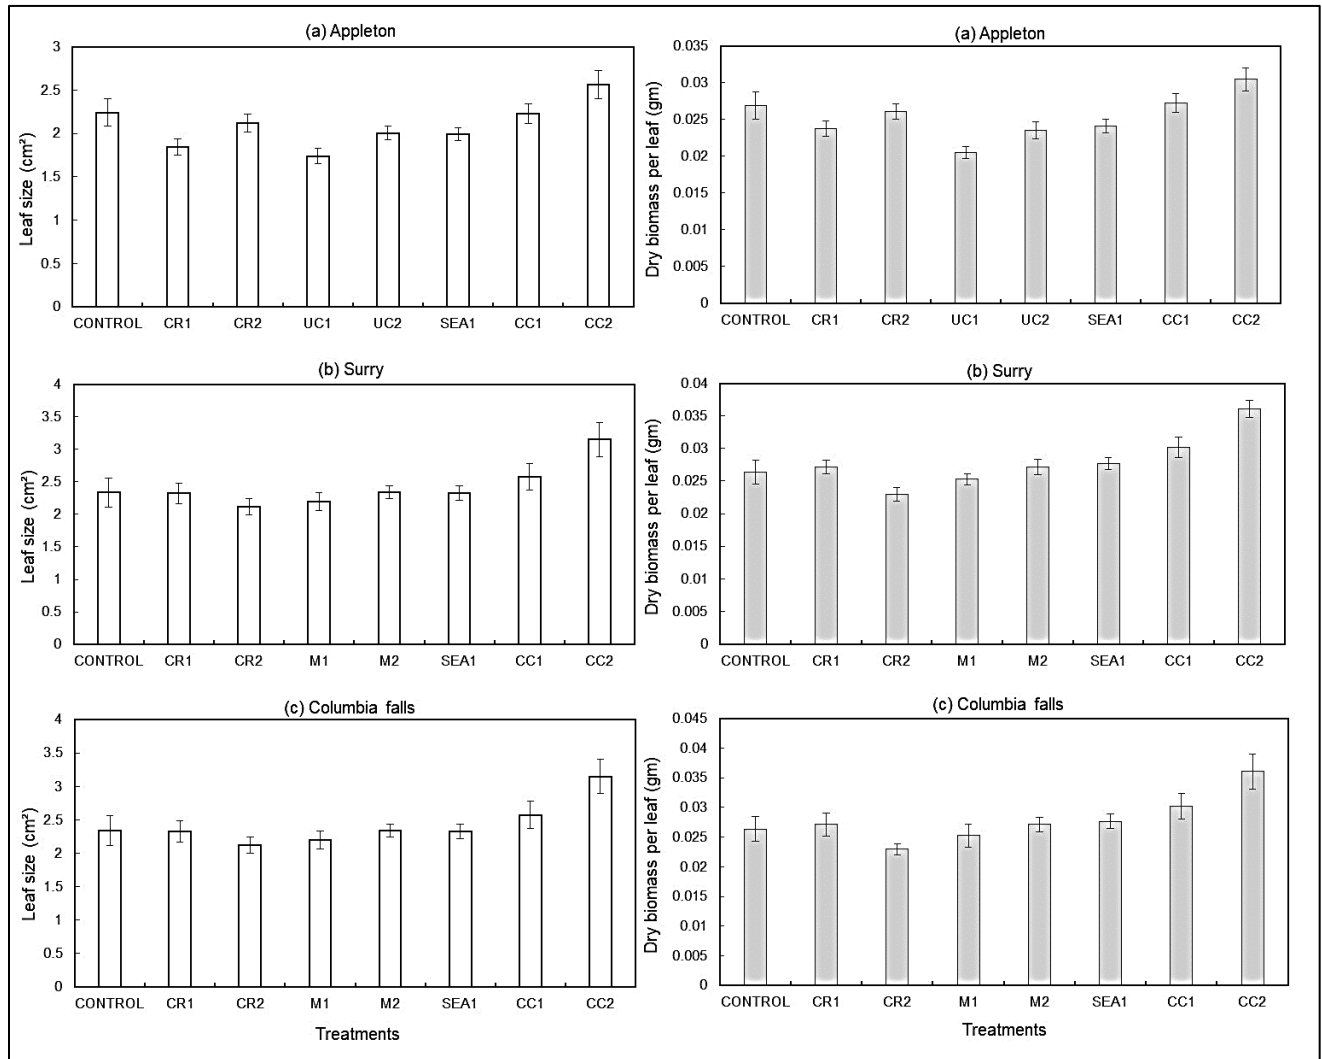 (a) Appleton
Leaf size (cm²)
3
2.5
2
1.5
1
0.5
0
CONTROL CR1 CR2 UC1 UC2 SEA1 CC1 CC2
(a) Appleton
Dry biomass per leaf (gm)
0.035
0.03
0.025
0.02
0.015
0.01
0.005
0
CONTROL CR1 CR2 UC1 UC2 SEA1 CC1 CC2
(b) Surry
Leaf size (cm²)
4
3.5
3
2.5
2
1.5
1
0.5
0
CONTROL CR1 CR2 M1 M2 SEA1 CC1 CC2
(b) Surry
Dry biomass per leaf (gm)
0.04
0.035
0.03
0.025
0.02
0.015
0.01
0.005
0
CONTROL CR1 CR2 M1 M2 SEA1 CC1 CC2
(c) Columbia falls
Leaf size (cm²)
4
3.5
3
2.5
2
1.5
1
0.5
0
CONTROL CR1 CR2 M1 M2 SEA1 CC1 CC2
Treatments
(c) Columbia falls
Dry biomass per leaf (gm)
0.045
0.04
0.035
0.03
0.025
0.02
0.015
0.01
0.005
0
CONTROL CR1 CR2 M1 M2 SEA1 CC1 CC2
Treatments